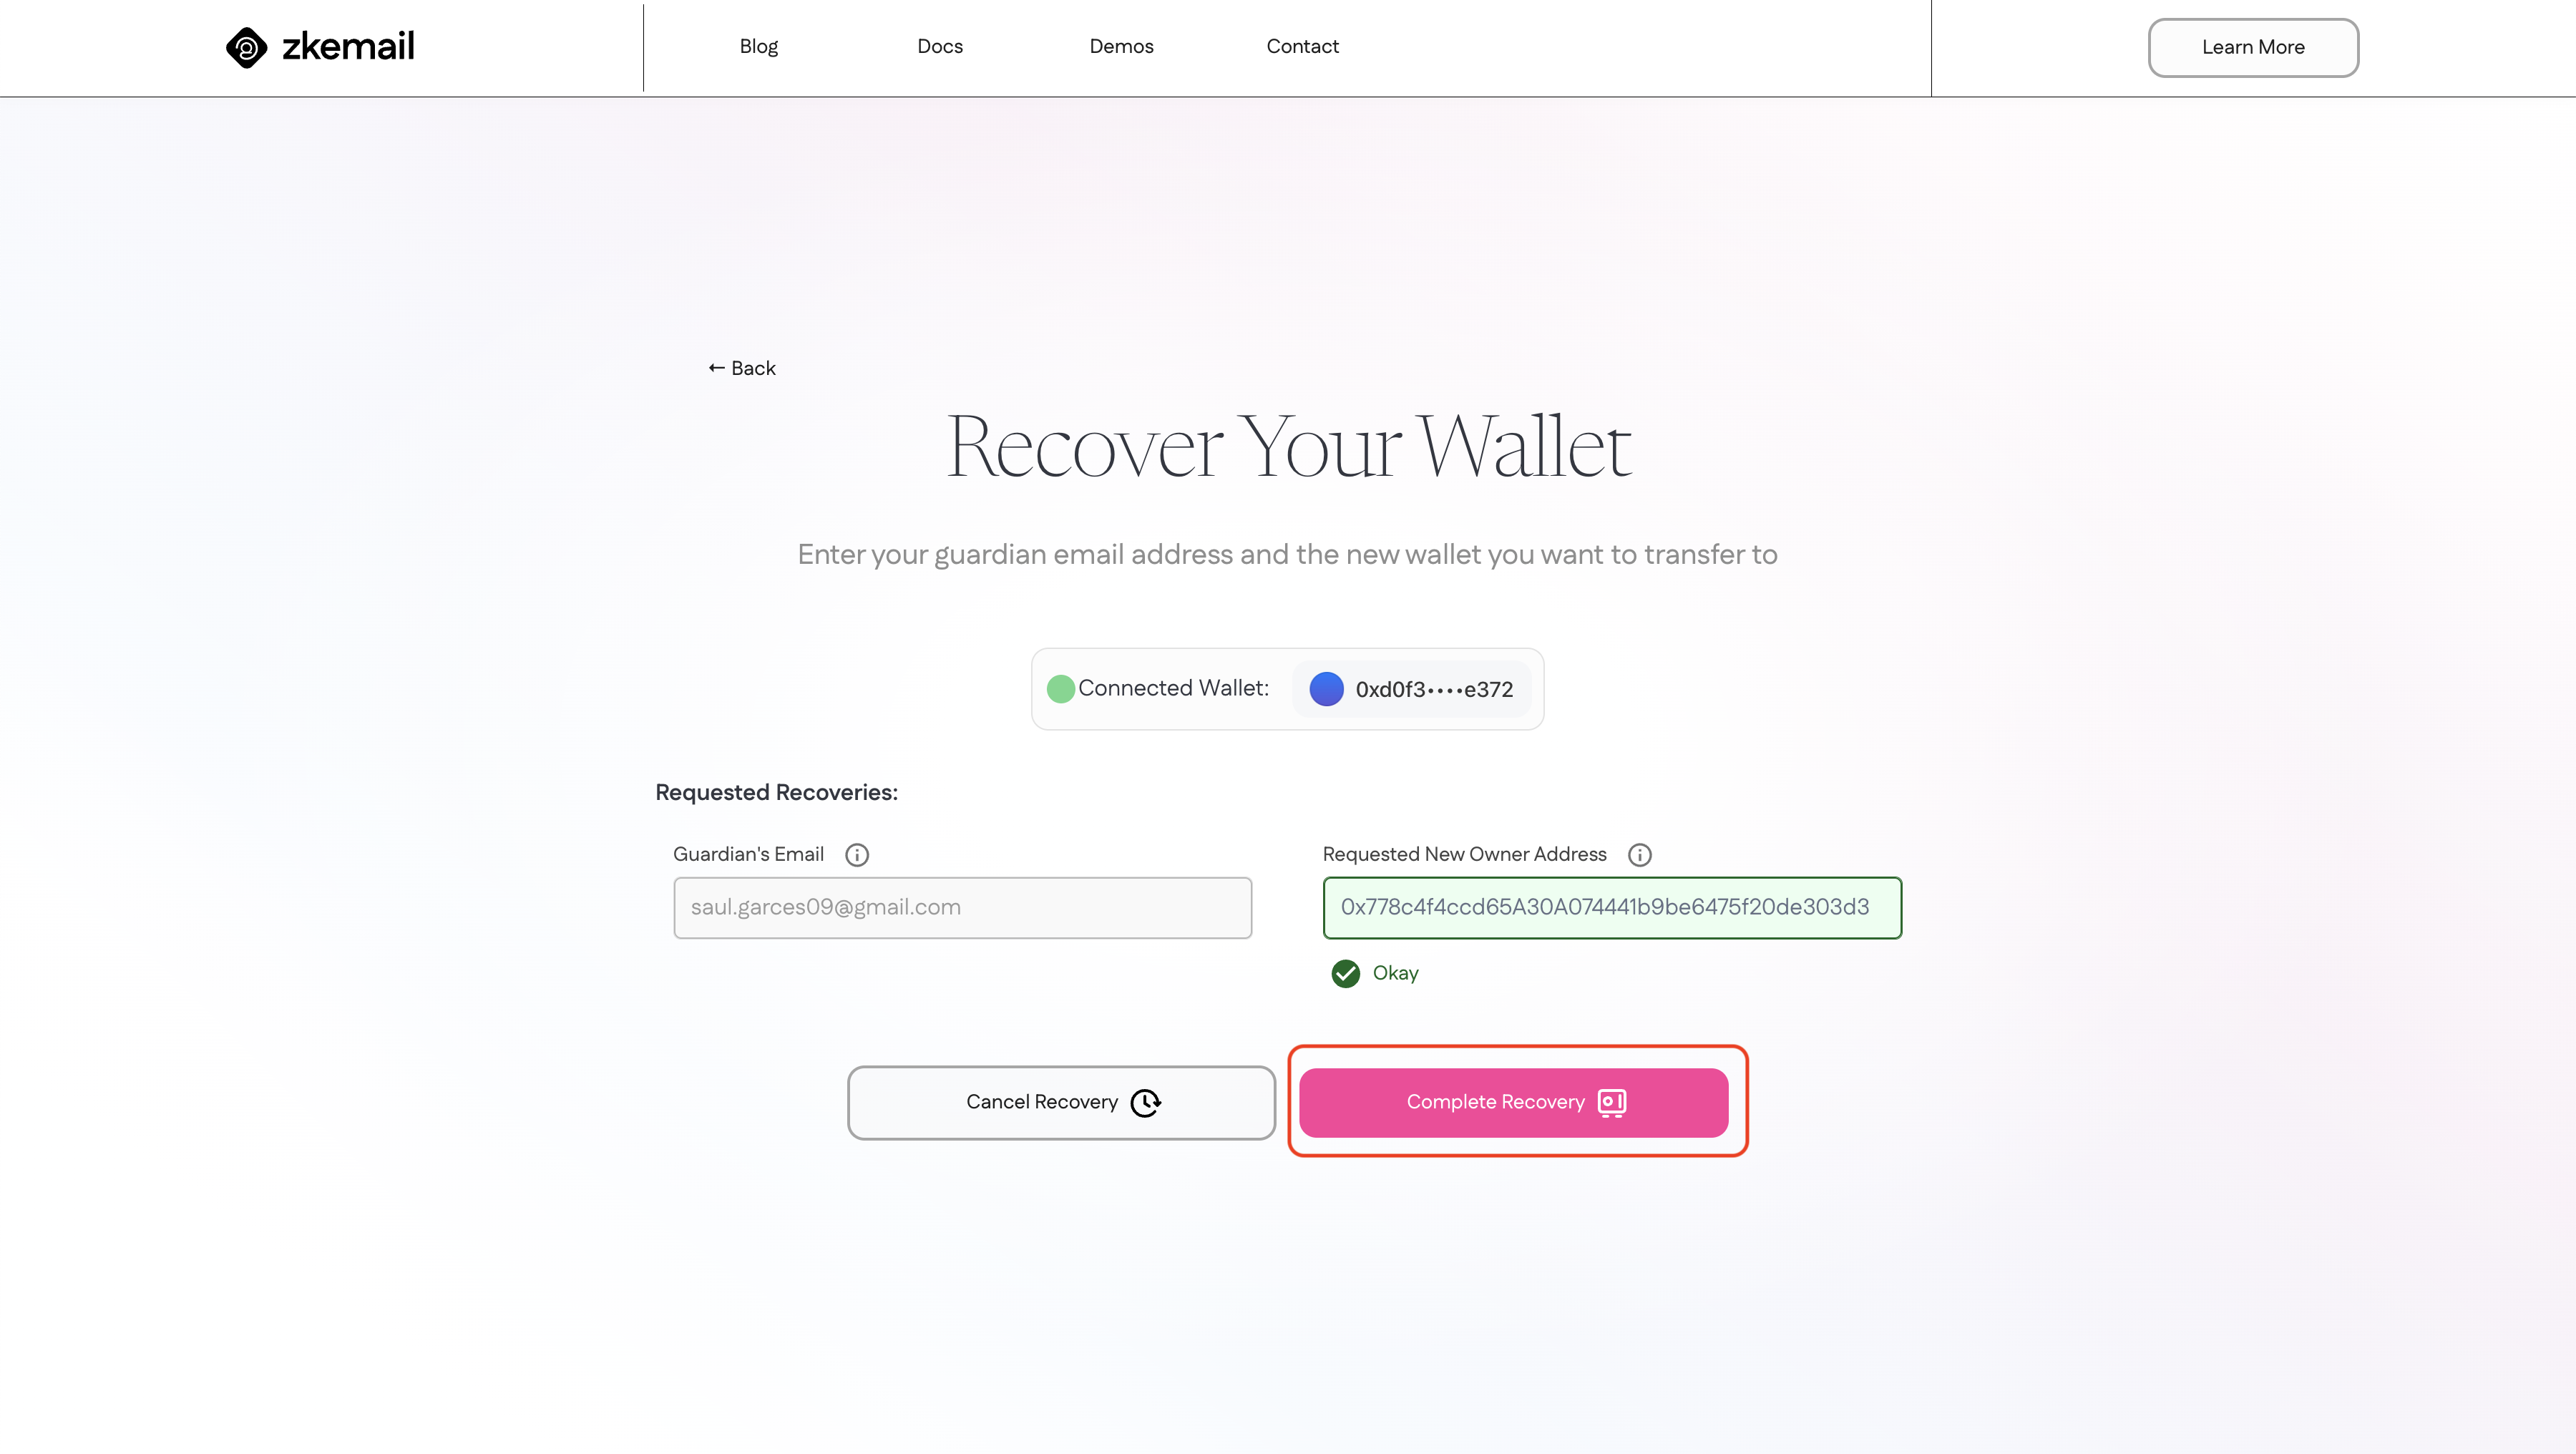 zkemail
Blog
Docs
Demos
Contact
Learn More
← Back
Recover Your Wallet
Enter your guardian email address and the new wallet you want to transfer to
Connected Wallet: 0xd0f3••••e372
Requested Recoveries:
Guardian's Email
saul.garces09@gmail.com
Requested New Owner Address
0x778c4f4ccd65A30A074441b9be6475f20de303d3
Okay
Cancel Recovery
Complete Recovery